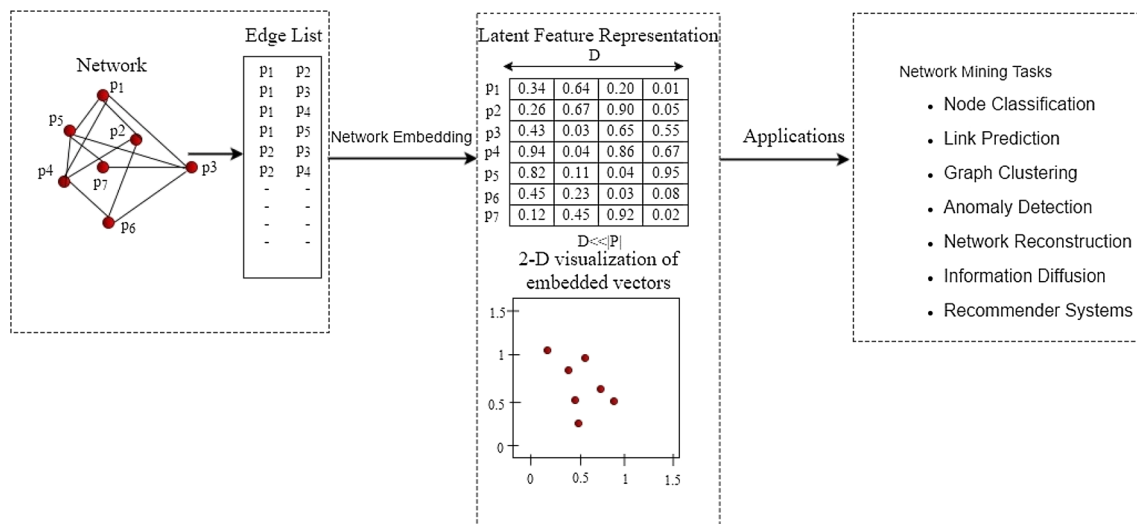 Network
p1
p5
p2
p4
p7
p3
p6
Edge List
p1 p2
p1 p3
p1 p4
p1 p5
p2 p3
p2 p4
- -
- -
- -
- -
Network Embedding
Latent Feature Representation
D
p1 0.34 0.64 0.20 0.01
p2 0.26 0.67 0.90 0.05
p3 0.43 0.03 0.65 0.55
p4 0.94 0.04 0.86 0.67
p5 0.82 0.11 0.04 0.95
p6 0.45 0.23 0.03 0.08
p7 0.12 0.45 0.92 0.02
D<<|P|
2-D visualization of
embedded vectors
1.5
1
0.5
0
0 0.5 1 1.5
Applications
Network Mining Tasks
• Node Classification
• Link Prediction
• Graph Clustering
• Anomaly Detection
• Network Reconstruction
• Information Diffusion
• Recommender Systems